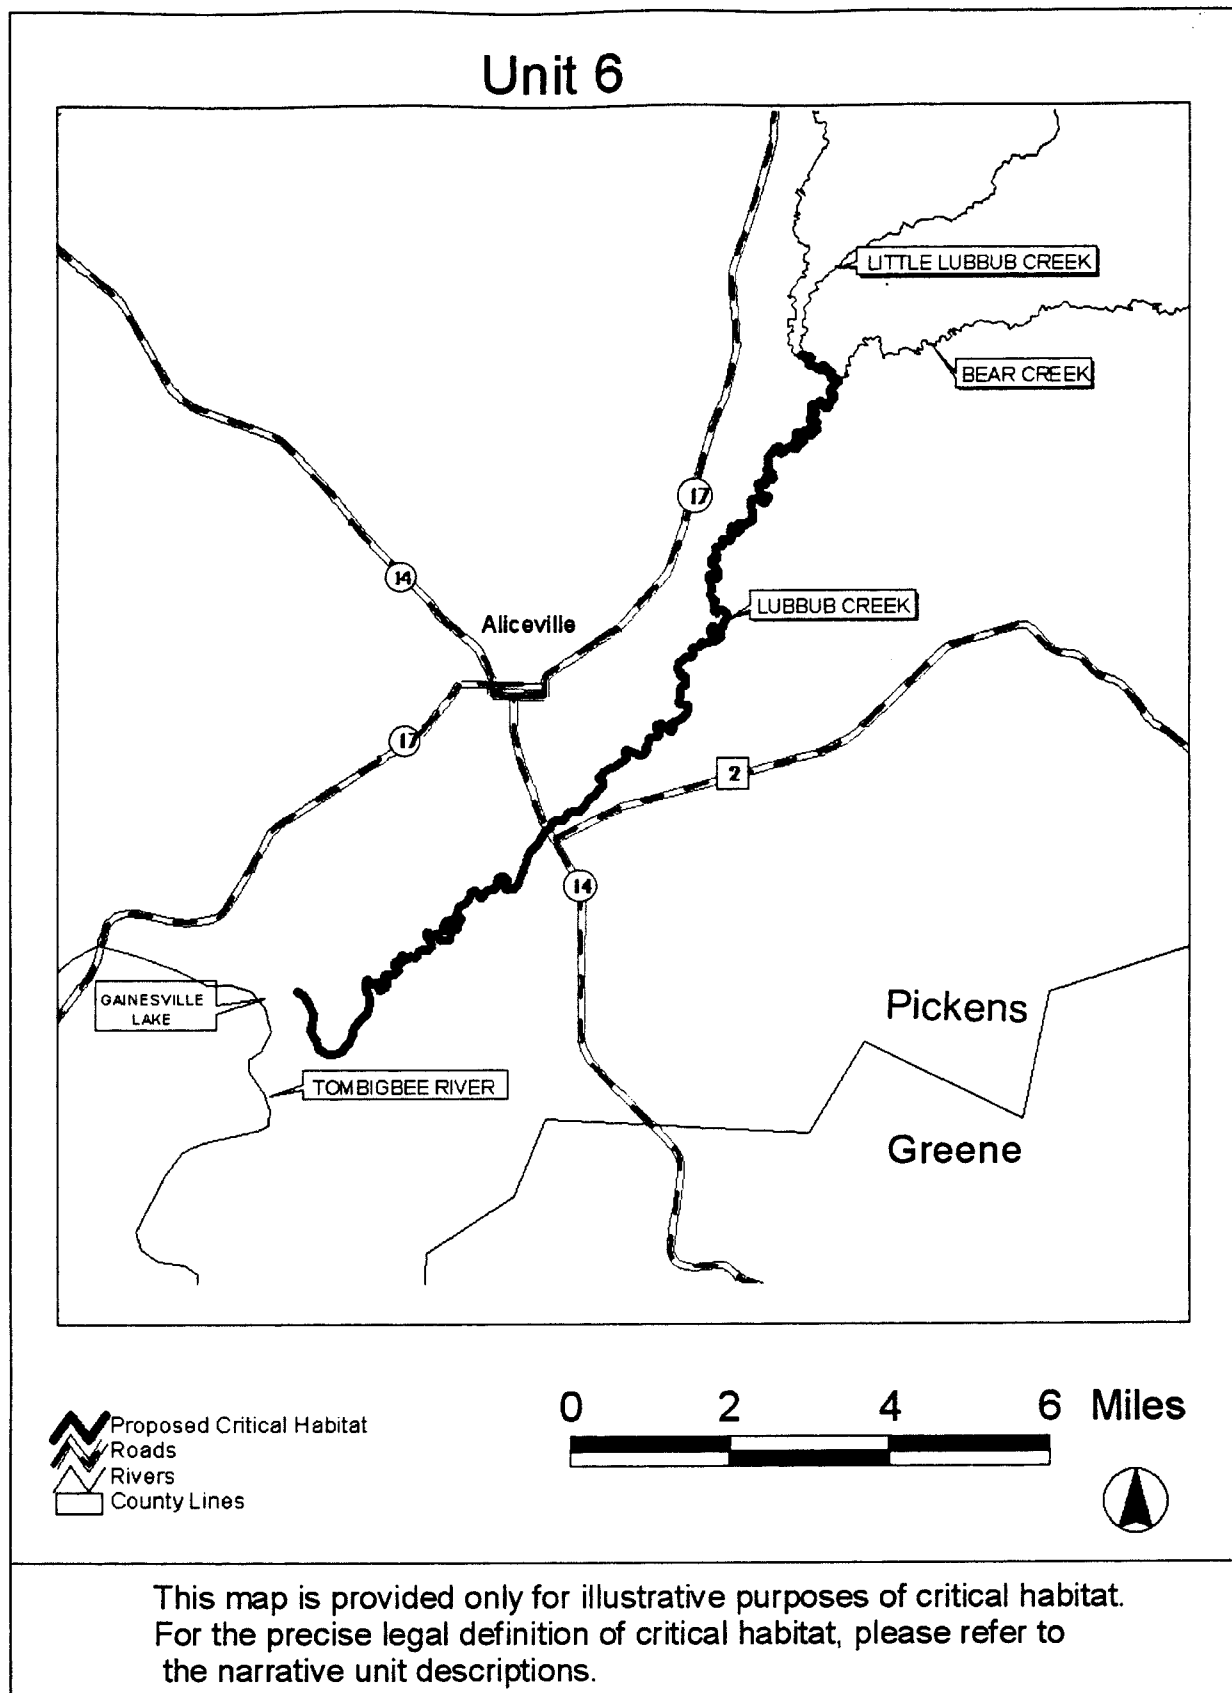 Unit 6
LITTLE LUBBUB CREEK
BEAR CREEK
17
14
LUBBUB CREEK
Aliceville
17
2
14
GAINESVILLE
LAKE
Pickens
TOMBIGBEE RIVER
Greene
0 2 4 6 Miles
Proposed Critical Habitat
Roads
Rivers
County Lines
This map is provided only for illustrative purposes of critical habitat.
For the precise legal definition of critical habitat, please refer to
the narrative unit descriptions.